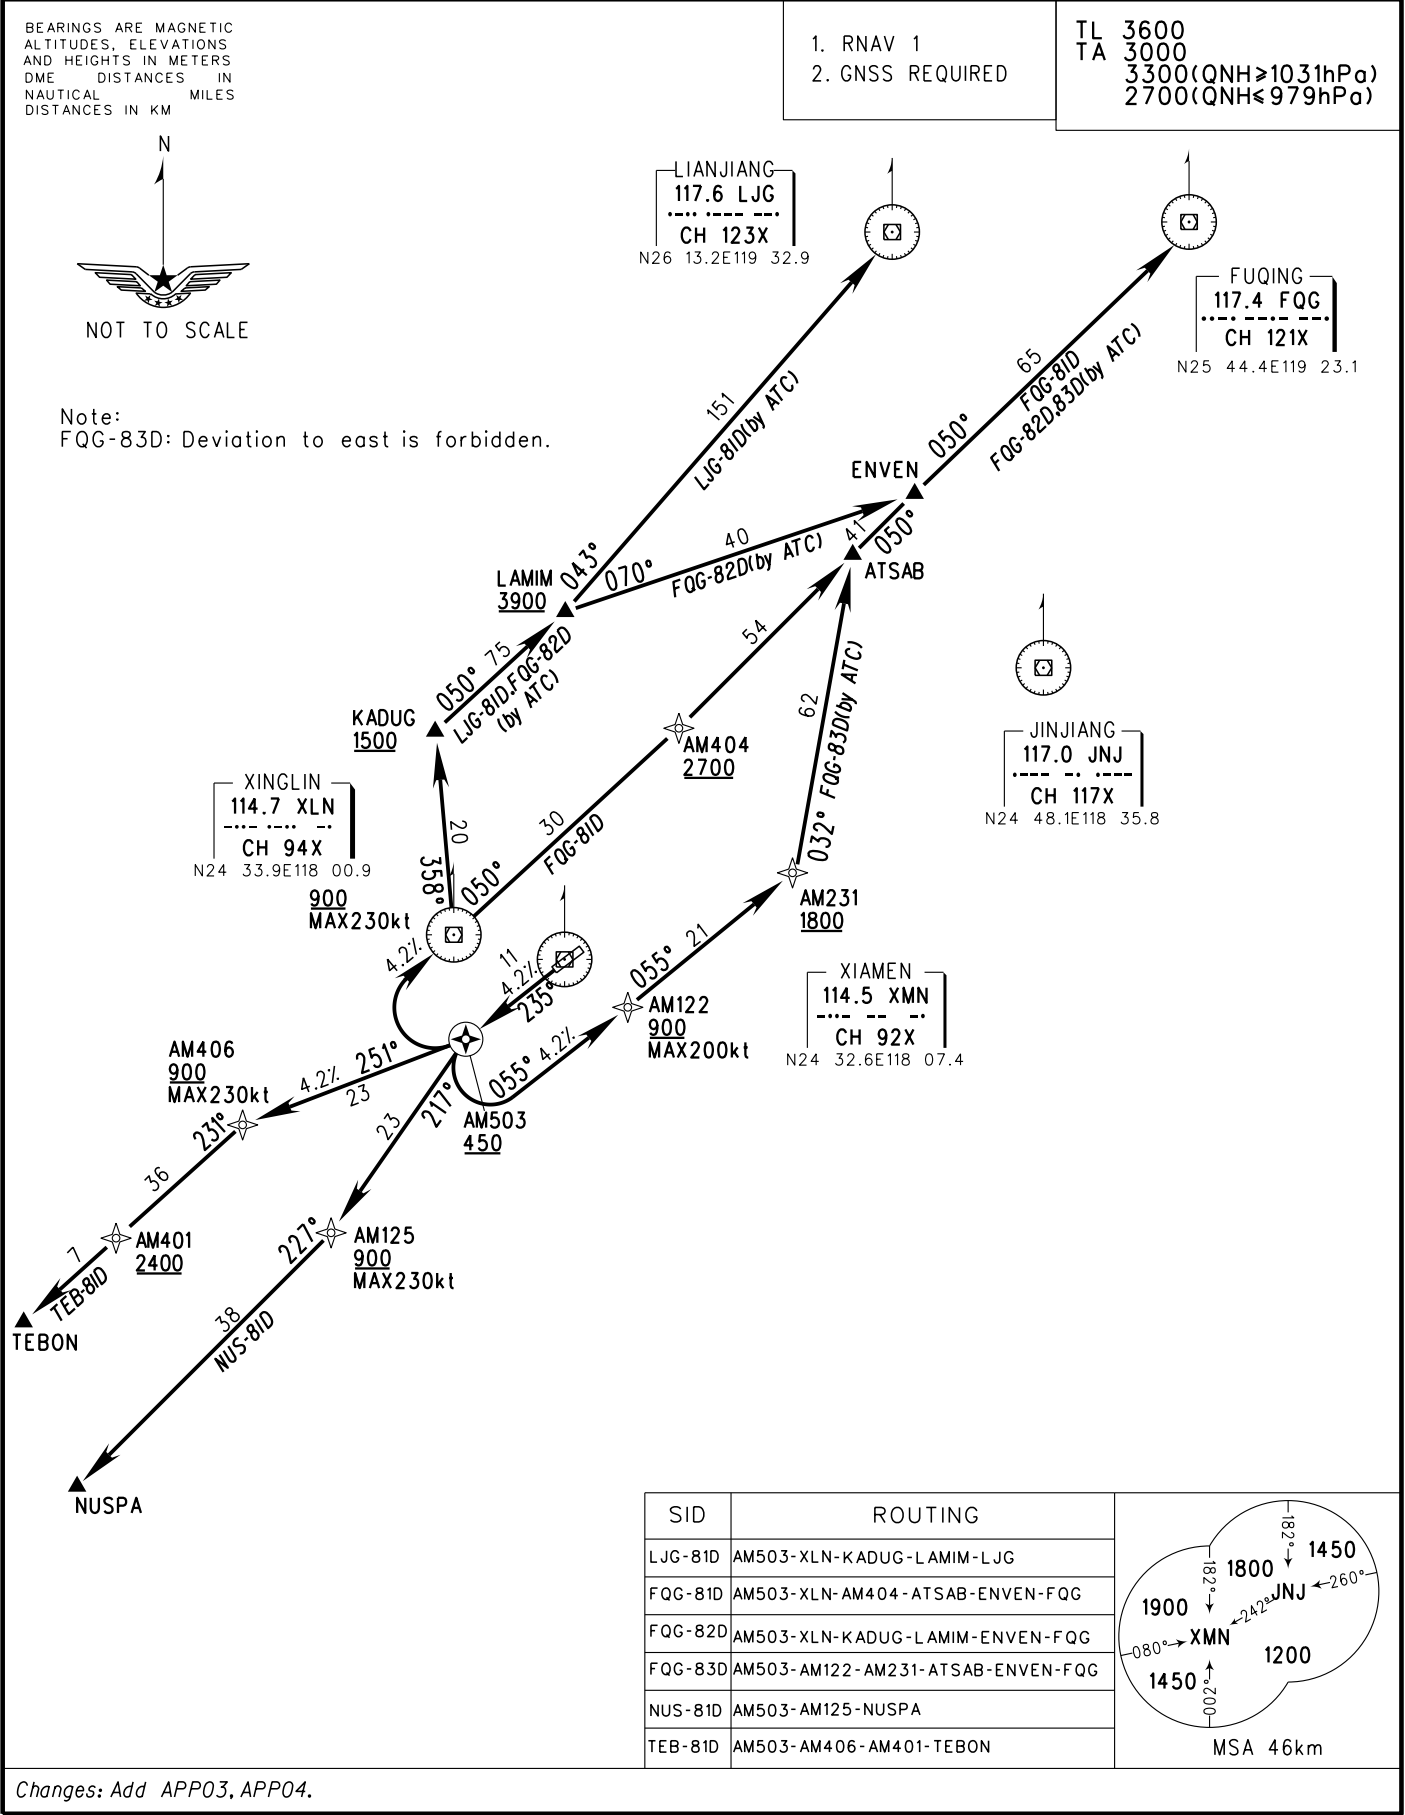 BEARINGS ARE MAGNETIC
ALTITUDES, ELEVATIONS
AND HEIGHTS IN METERS
DME DISTANCES IN
NAUTICAL MILES
DISTANCES IN KM
1. RNAV 1
2. GNSS REQUIRED
TL 3600
TA 3000
3300(QNH≥1031hPa)
2700(QNH≤979hPa)
N
NOT TO SCALE
LIANJIANG
117.6 LJG
CH 123X
N26 13.2E119 32.9
FUQING
117.4 FQG
CH 121X
N25 44.4E119 23.1
Note:
FQG-83D: Deviation to east is forbidden.
151
LJG-81D(by ATC)
65
FQG-81D
FQG-82D,83D(by ATC)
050°
ENVEN
41
050°
ATSAB
40
FQG-82D(by ATC)
LAMIM
3900
043°
070°
75
050°
LJG-81D,FQG-82D
(by ATC)
54
62
FQG-83D(by ATC)
032°
KADUG
1500
AM404
2700
JINJIANG
117.0 JNJ
CH 117X
N24 48.1E118 35.8
XINGLIN
114.7 XLN
CH 94X
N24 33.9E118 00.9
900
MAX230kt
20
358°
050°
30
FQG-81D
AM231
1800
4.2%
11
4.2%
235°
21
055°
AM122
900
MAX200kt
XIAMEN
114.5 XMN
CH 92X
N24 32.6E118 07.4
AM406
900
MAX230kt
251°
4.2%
23
055°
4.2%
217°
23
AM503
450
231°
36
AM401
2400
7
TEB-81D
TEBON
227°
AM125
900
MAX230kt
38
NUS-81D
NUSPA
SID ROUTING
LJG-81D AM503-XLN-KADUG-LAMIM-LJG
FQG-81D AM503-XLN-AM404-ATSAB-ENVEN-FQG
FQG-82D AM503-XLN-KADUG-LAMIM-ENVEN-FQG
FQG-83D AM503-AM122-AM231-ATSAB-ENVEN-FQG
NUS-81D AM503-AM125-NUSPA
TEB-81D AM503-AM406-AM401-TEBON
182°
1450
1800
182°
JNJ
260°
1900
242°
080°
XMN
1200
1450
002°
MSA 46km
Changes: Add APP03, APP04.